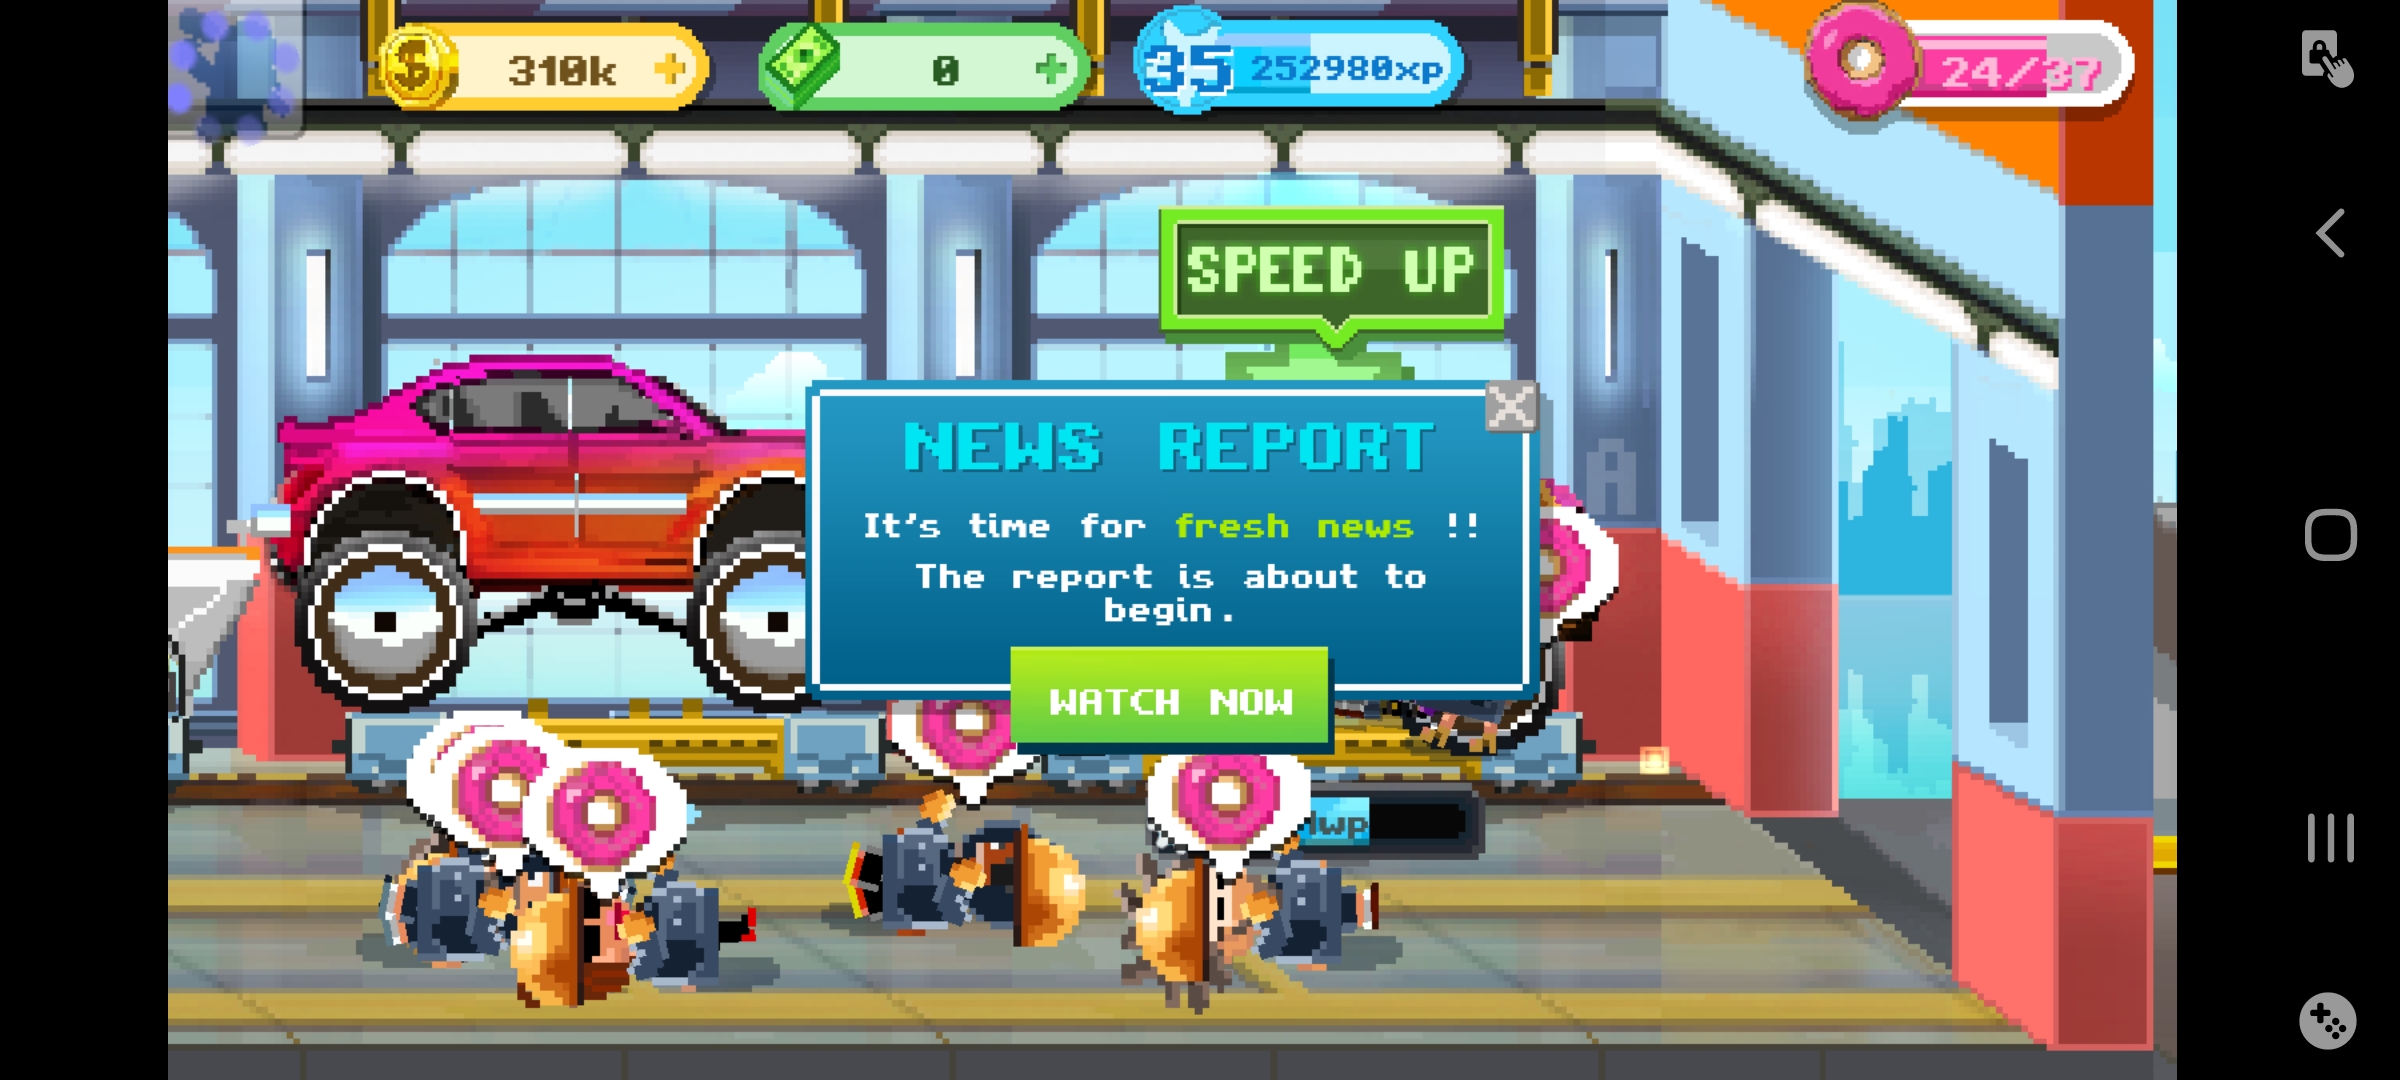 310k
0
35 252980xp
24/37
SPEED UP
NEWS REPORT
It's time for fresh news !!
The report is about to
begin.
WATCH NOW
A